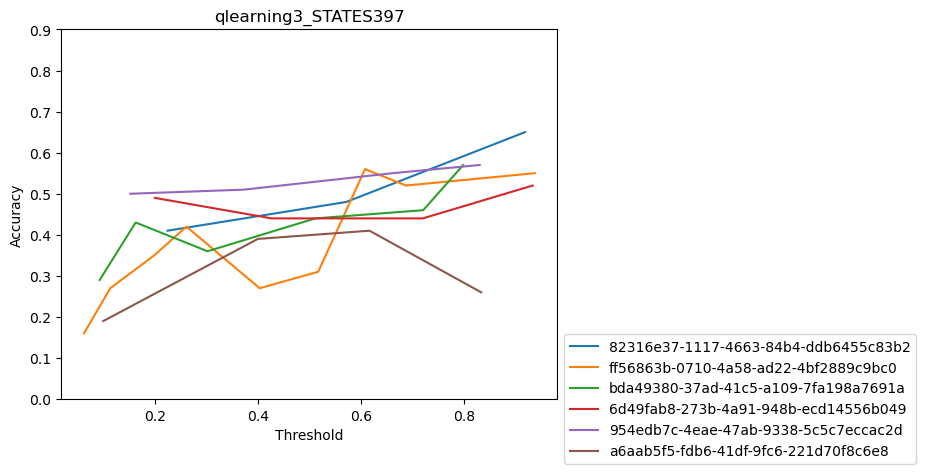 qlearning3_STATES397
0.9
0.8
0.7
0.6
0.5
0.4
0.3
0.2
0.1
0.0
Accuracy
0.2 0.4 0.6 0.8
Threshold
82316e37-1117-4663-84b4-ddb6455c83b2
ff56863b-0710-4a58-ad22-4bf2889c9bc0
bda49380-37ad-41c5-a109-7fa198a7691a
6d49fab8-273b-4a91-948b-ecd14556b049
954edb7c-4eae-47ab-9338-5c5c7eccac2d
a6aab5f5-fdb6-41df-9fc6-221d70f8c6e8